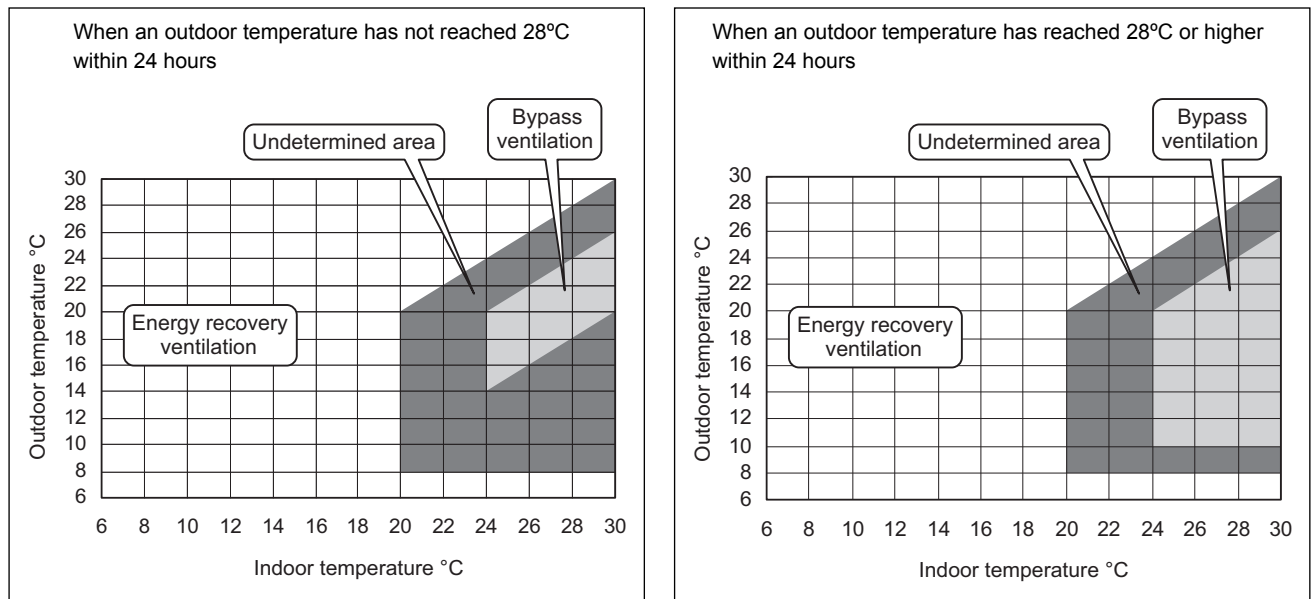 When an outdoor temperature has not reached 28ºC
within 24 hours
Undetermined area
Bypass
ventilation
Energy recovery
ventilation
Outdoor temperature °C
30
28
26
24
22
20
18
16
14
12
10
8
6
6 8 10 12 14 16 18 20 22 24 26 28 30
Indoor temperature °C
When an outdoor temperature has reached 28ºC or higher
within 24 hours
Undetermined area
Bypass
ventilation
Energy recovery
ventilation
Outdoor temperature °C
30
28
26
24
22
20
18
16
14
12
10
8
6
6 8 10 12 14 16 18 20 22 24 26 28 30
Indoor temperature °C